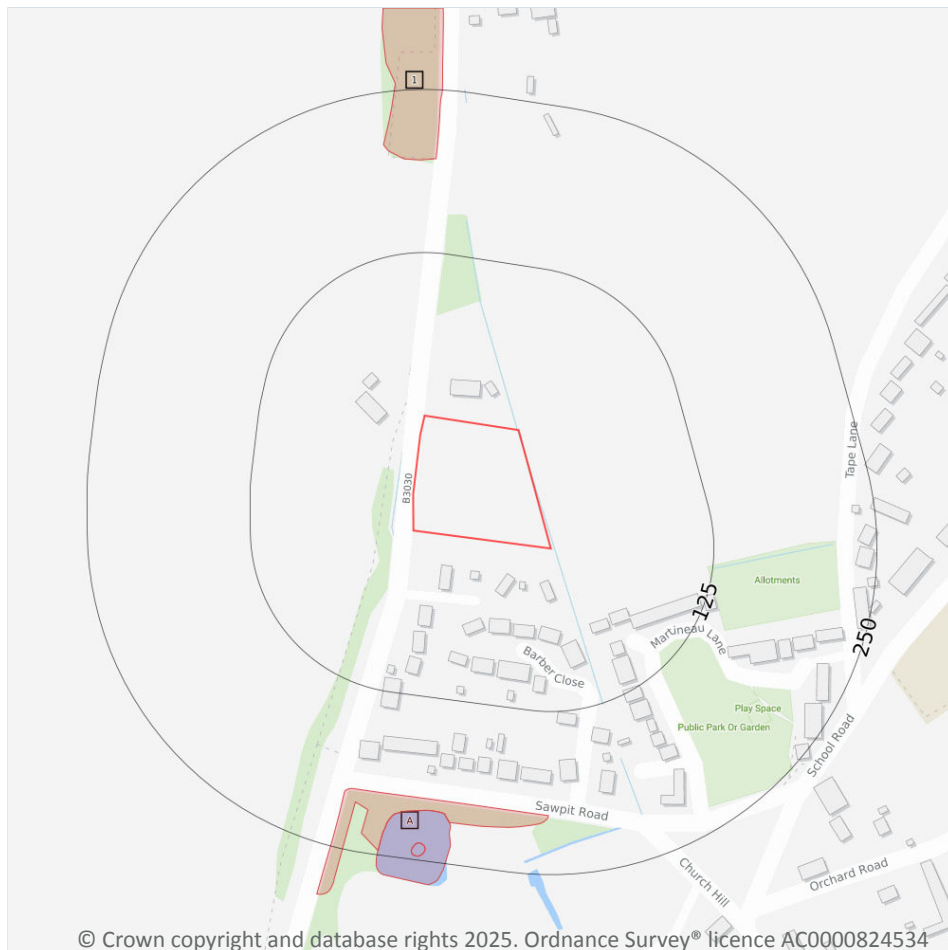 1
B3030
Tape Lane
Allotments
125
250
Martineau Lane
Barber Close
Play Space
Public Park Or Garden
School Road
Sawpit Road
A
Church Hill
Orchard Road
© Crown copyright and database rights 2025. Ordnance Survey® licence AC0000824534